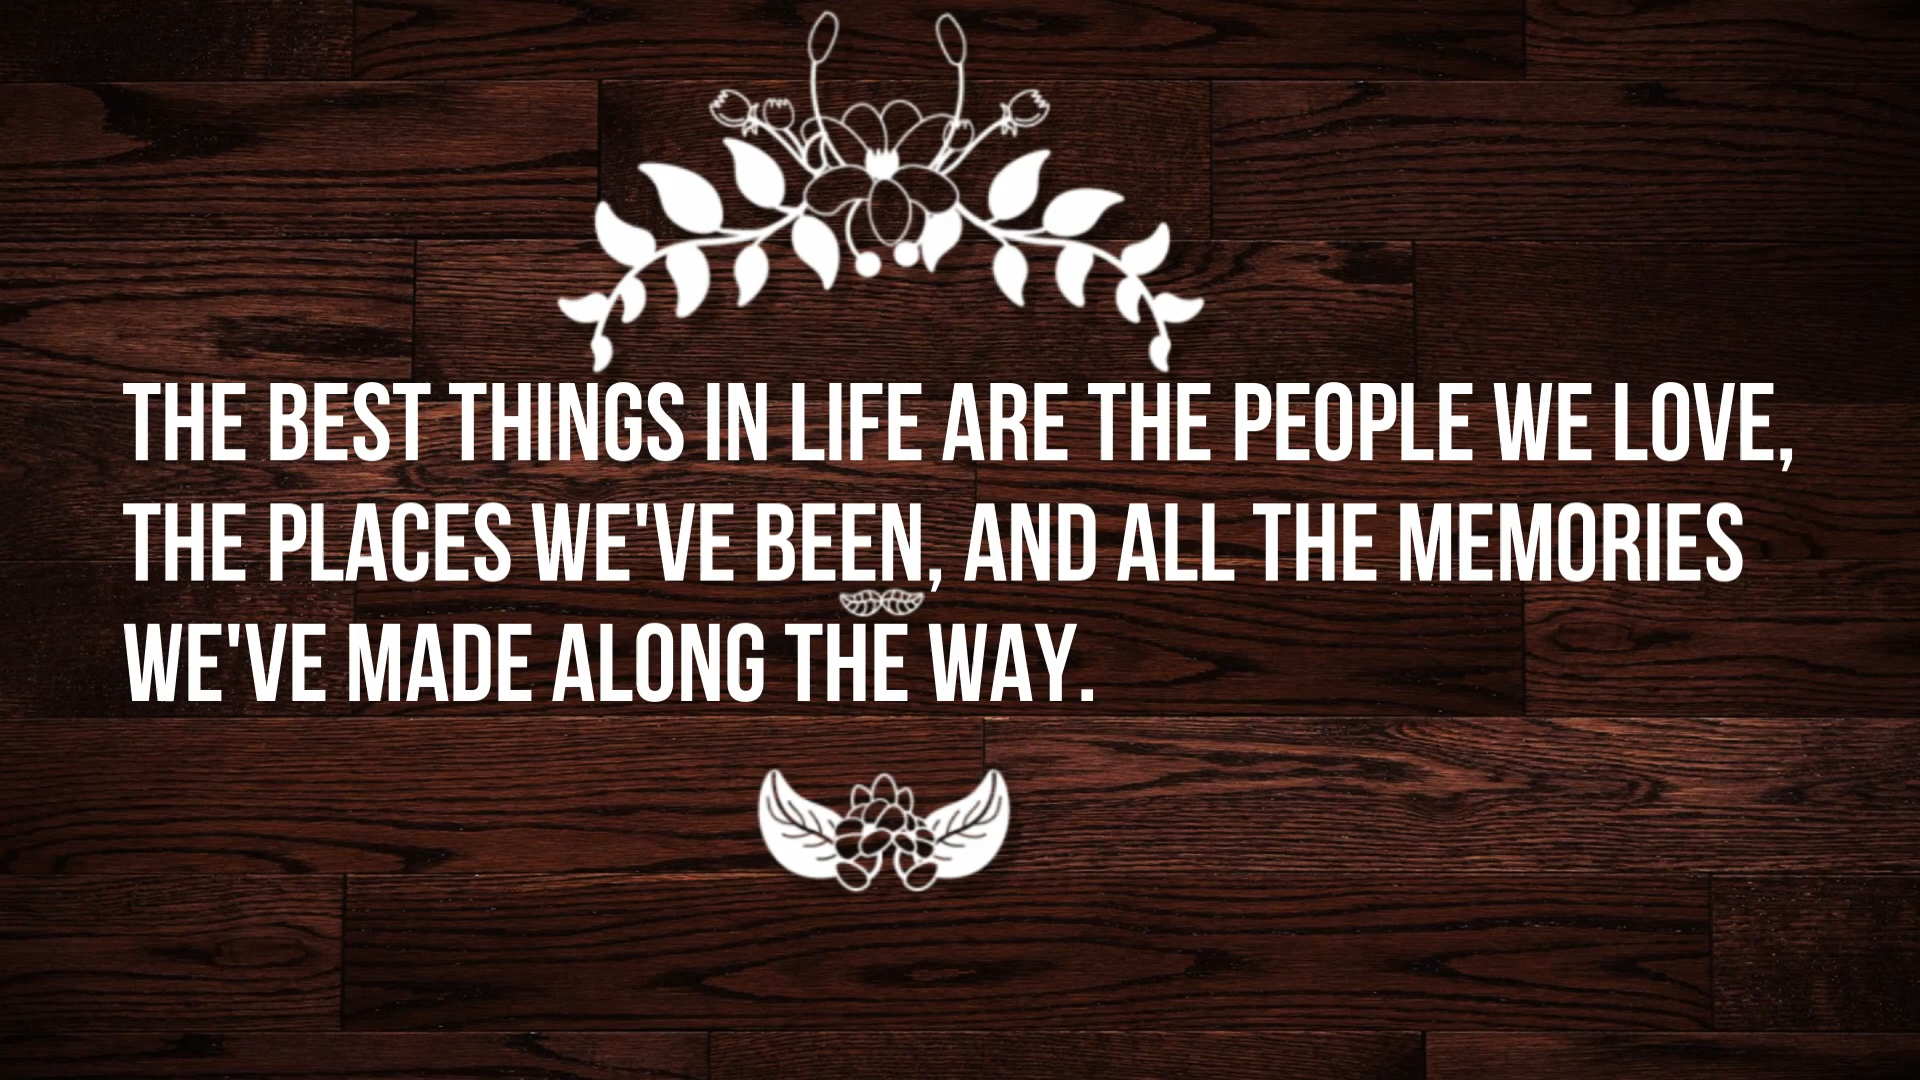 THE BEST THINGS IN LIFE ARE THE PEOPLE WE LOVE,
THE PLACES WE'VE BEEN, AND ALL THE MEMORIES
WE'VE MADE ALONG THE WAY.